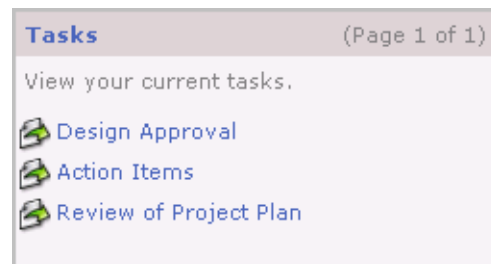 Tasks (Page 1 of 1)
View your current tasks.
Design Approval
Action Items
Review of Project Plan